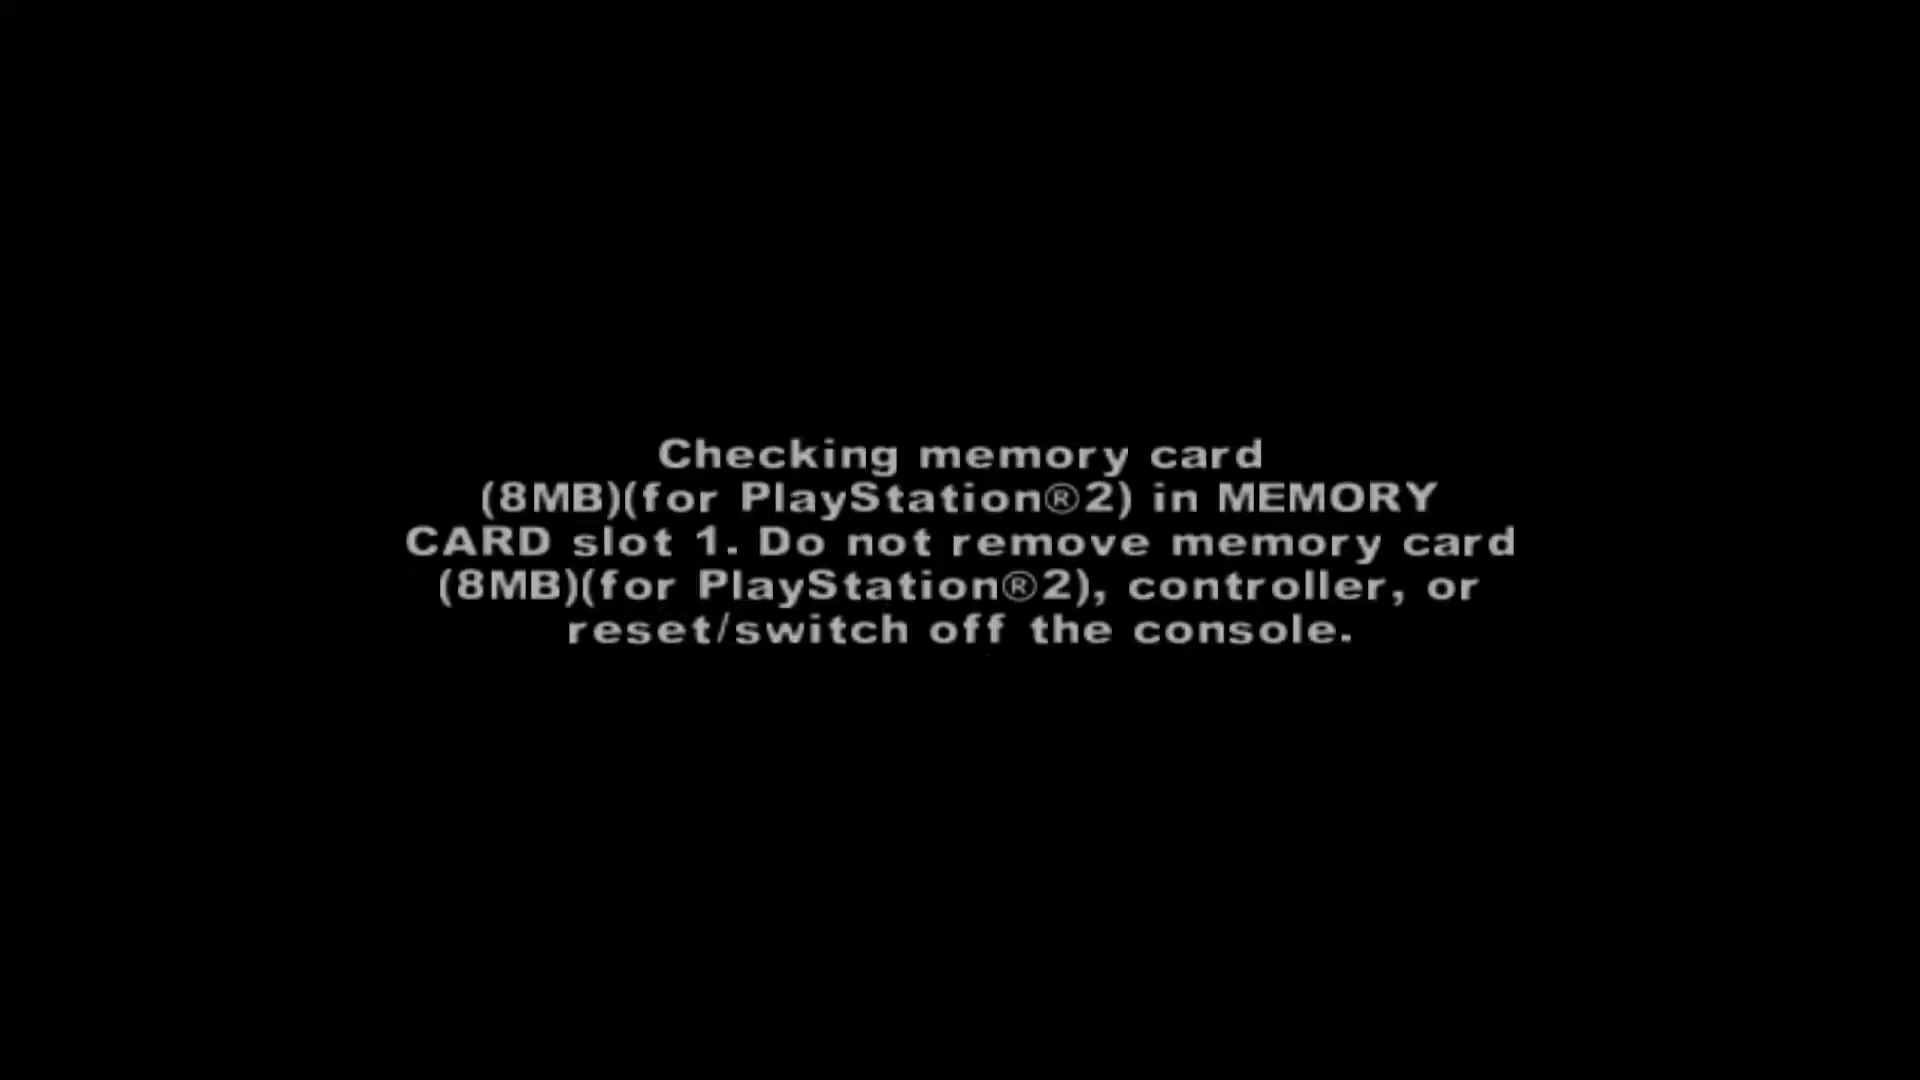 Checking memory card
(8MB)(for PlayStation®2) in MEMORY
CARD slot 1. Do not remove memory card
(8MB)(for PlayStation®2), controller, or
reset/switch off the console.